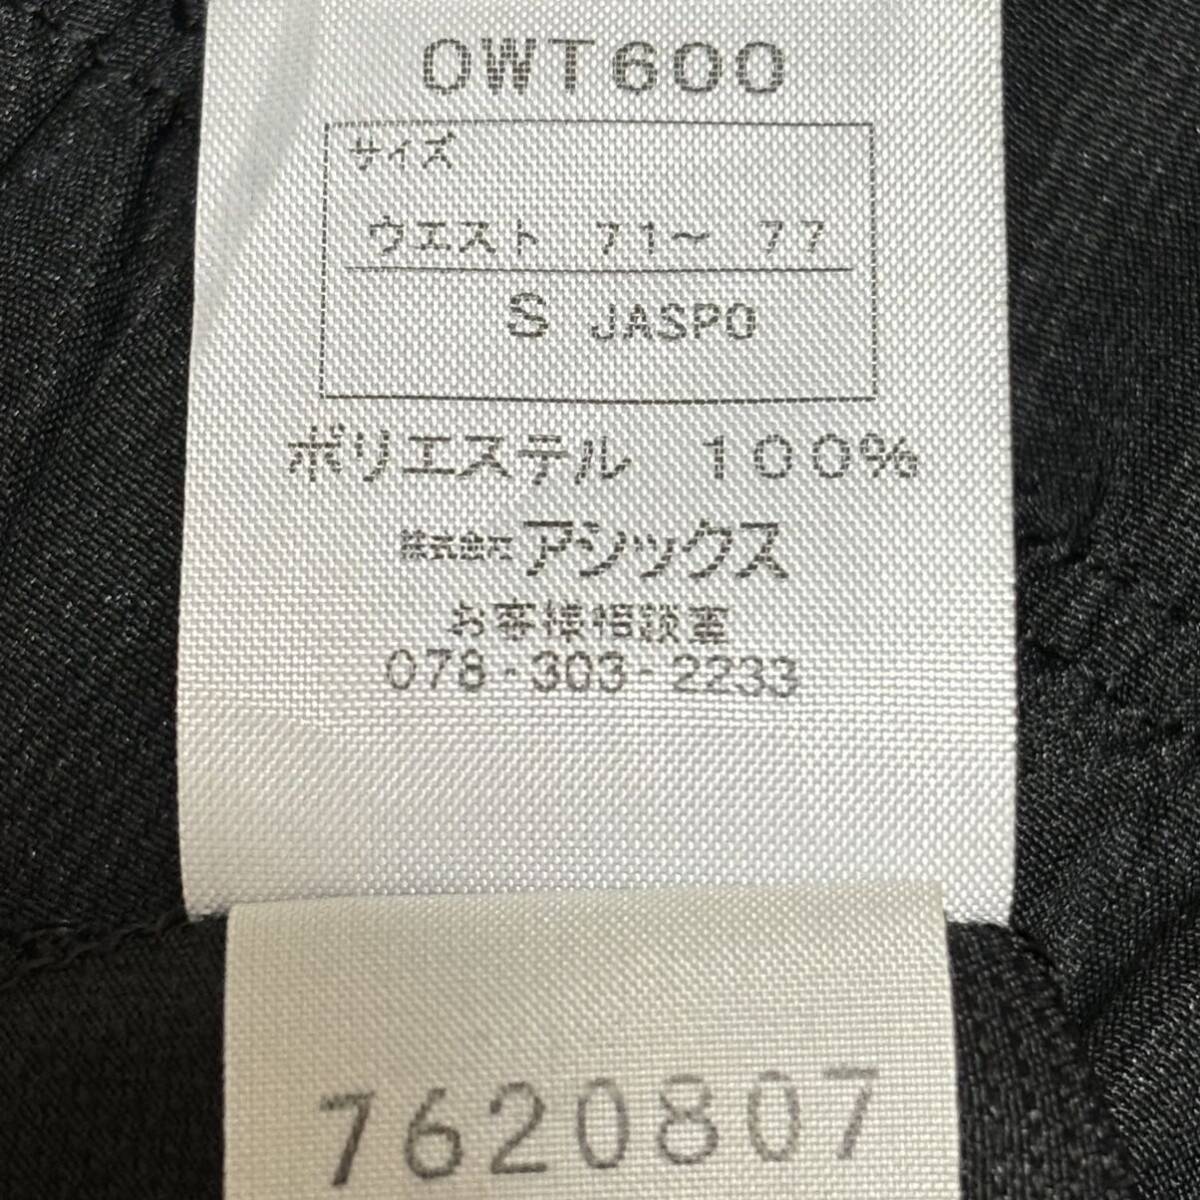 OWT600
サイズ
ウエスト 71～ 77
S JASPO
ポリエステル 100%
株式会社アシックス
お客様相談室
078-303-2233
7620807